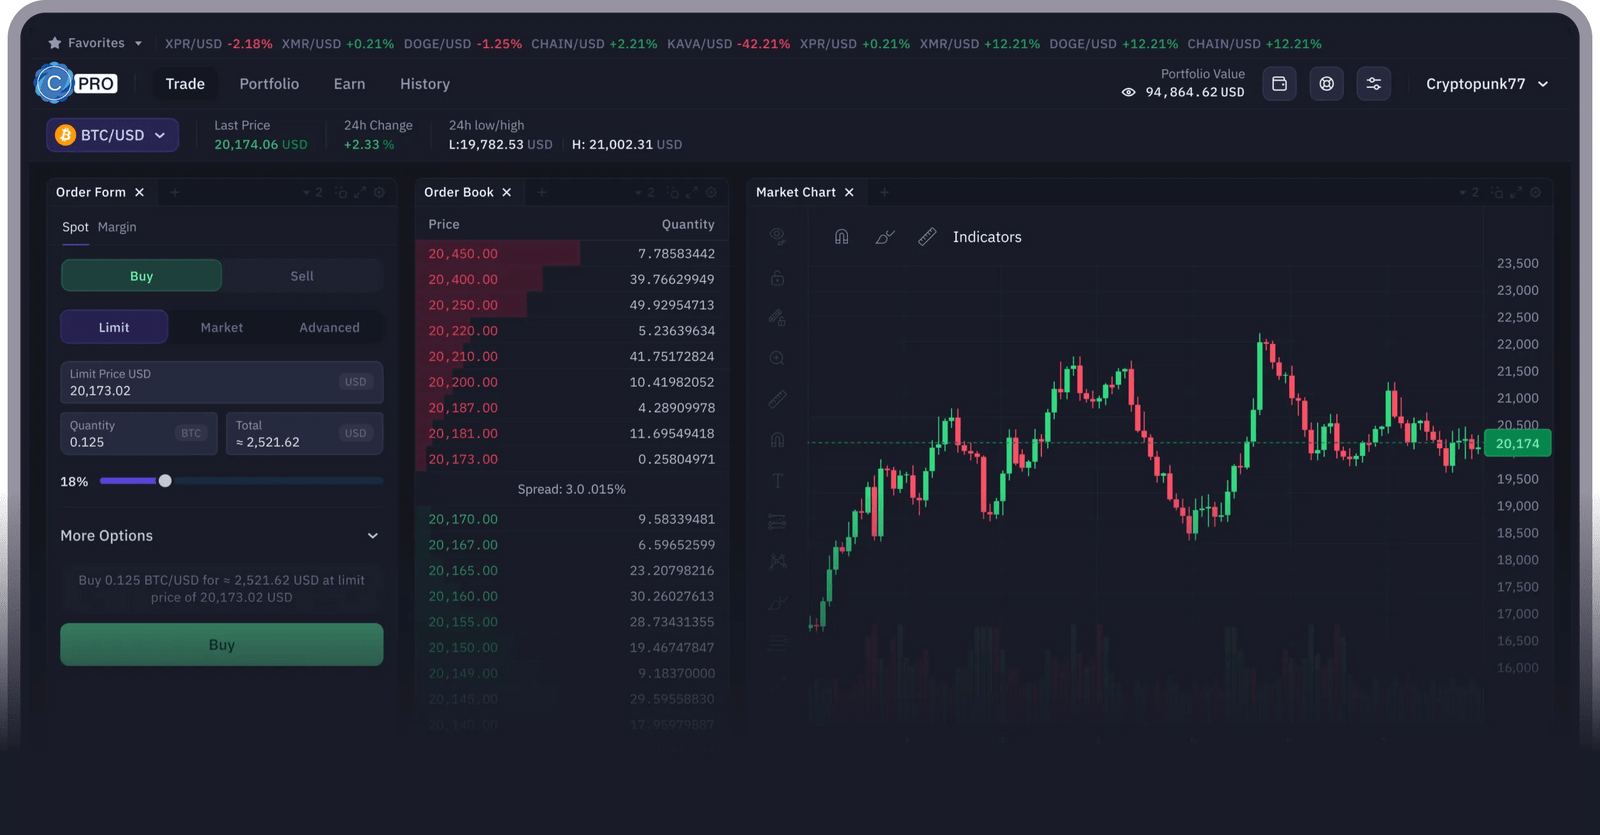 Favorites XPR/USD -2.18% XMR/USD +0.21% DOGE/USD -1.25% CHAIN/USD +2.21% KAVA/USD -42.21% XPR/USD +0.21% XMR/USD +12.21% DOGE/USD +12.21% CHAIN/USD +12.21%
C PRO Trade Portfolio Earn History
Portfolio Value
94,864.62 USD
Cryptopunk77
BTC/USD
Last Price
20,174.06 USD
24h Change
+2.33 %
24h low/high
L:19,782.53 USD H: 21,002.31 USD
Order Form
2
Spot Margin
Buy Sell
Limit Market Advanced
Limit Price USD
20,173.02 USD
Quantity
0.125 BTC
Total
≈ 2,521.62 USD
18%
More Options
Buy 0.125 BTC/USD for ≈ 2,521.62 USD at limit
price of 20,173.02 USD
Buy
Order Book
2
Price Quantity
20,450.00 7.78583442
20,400.00 39.76629949
20,250.00 49.92954713
20,220.00 5.23639634
20,210.00 41.75172824
20,200.00 10.41982052
20,187.00 4.28909978
20,181.00 11.69549418
20,173.00 0.25804971
Spread: 3.0 .015%
20,170.00 9.58339481
20,167.00 6.59652599
20,165.00 23.20798216
20,160.00 30.26027613
20,155.00 28.73431355
20,150.00 19.46747847
20,149.00 9.18370000
20,145.00 29.59558830
20,140.00 17.95979887
Market Chart
2
Indicators
T
23,500
23,000
22,500
22,000
21,500
21,000
20,500
20,174
19,500
19,000
18,500
18,000
17,500
17,000
16,500
16,000